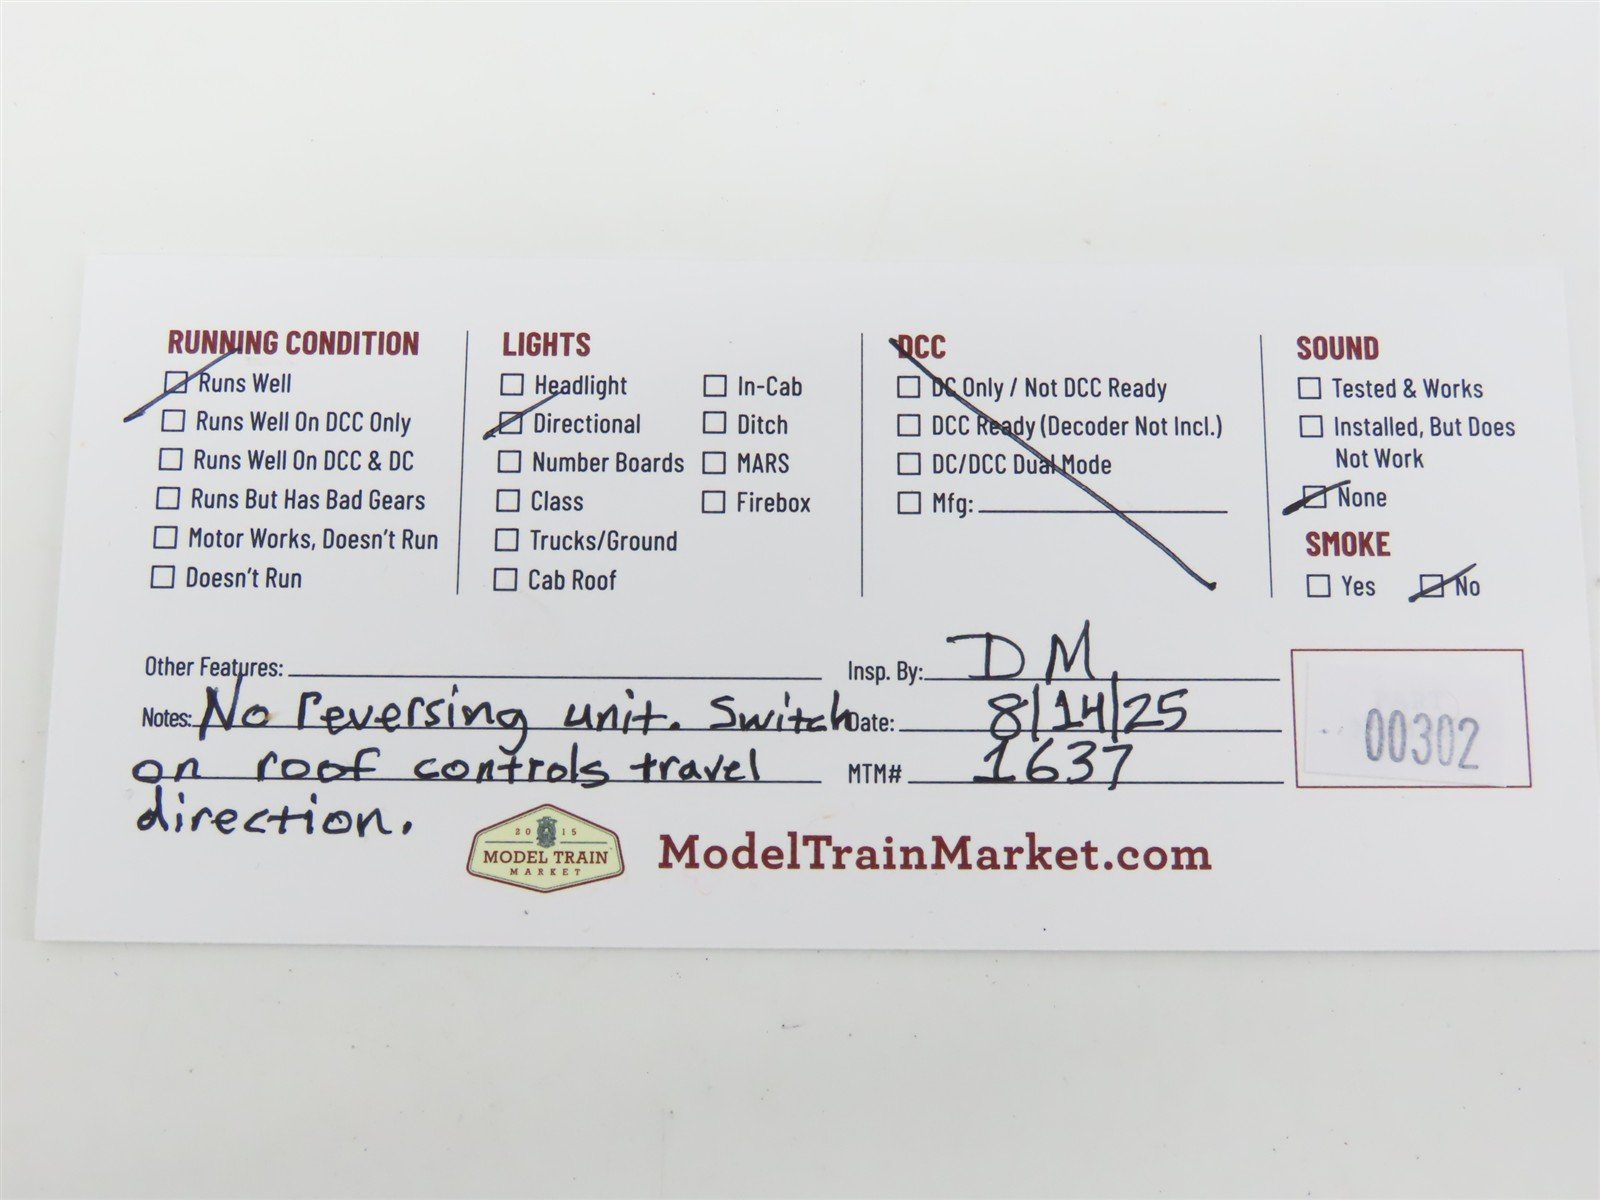 RUNNING CONDITION
Runs Well
Runs Well On DCC Only
Runs Well On DCC & DC
Runs But Has Bad Gears
Motor Works, Doesn't Run
Doesn't Run
LIGHTS
Headlight
Directional
Number Boards
Class
Trucks/Ground
Cab Roof
In-Cab
Ditch
MARS
Firebox
DCC
DC Only / Not DCC Ready
DCC Ready (Decoder Not Incl.)
DC/DCC Dual Mode
Mfg:
SOUND
Tested & Works
Installed, But Does
Not Work
None
SMOKE
Yes No
Other Features:
Notes: No reversing unit. Switch
on roof controls travel
direction.
Insp. By: DM
Date: 8/14/25
MTM# 1637
00302
2015
MODEL TRAIN
MARKET
ModelTrainMarket.com